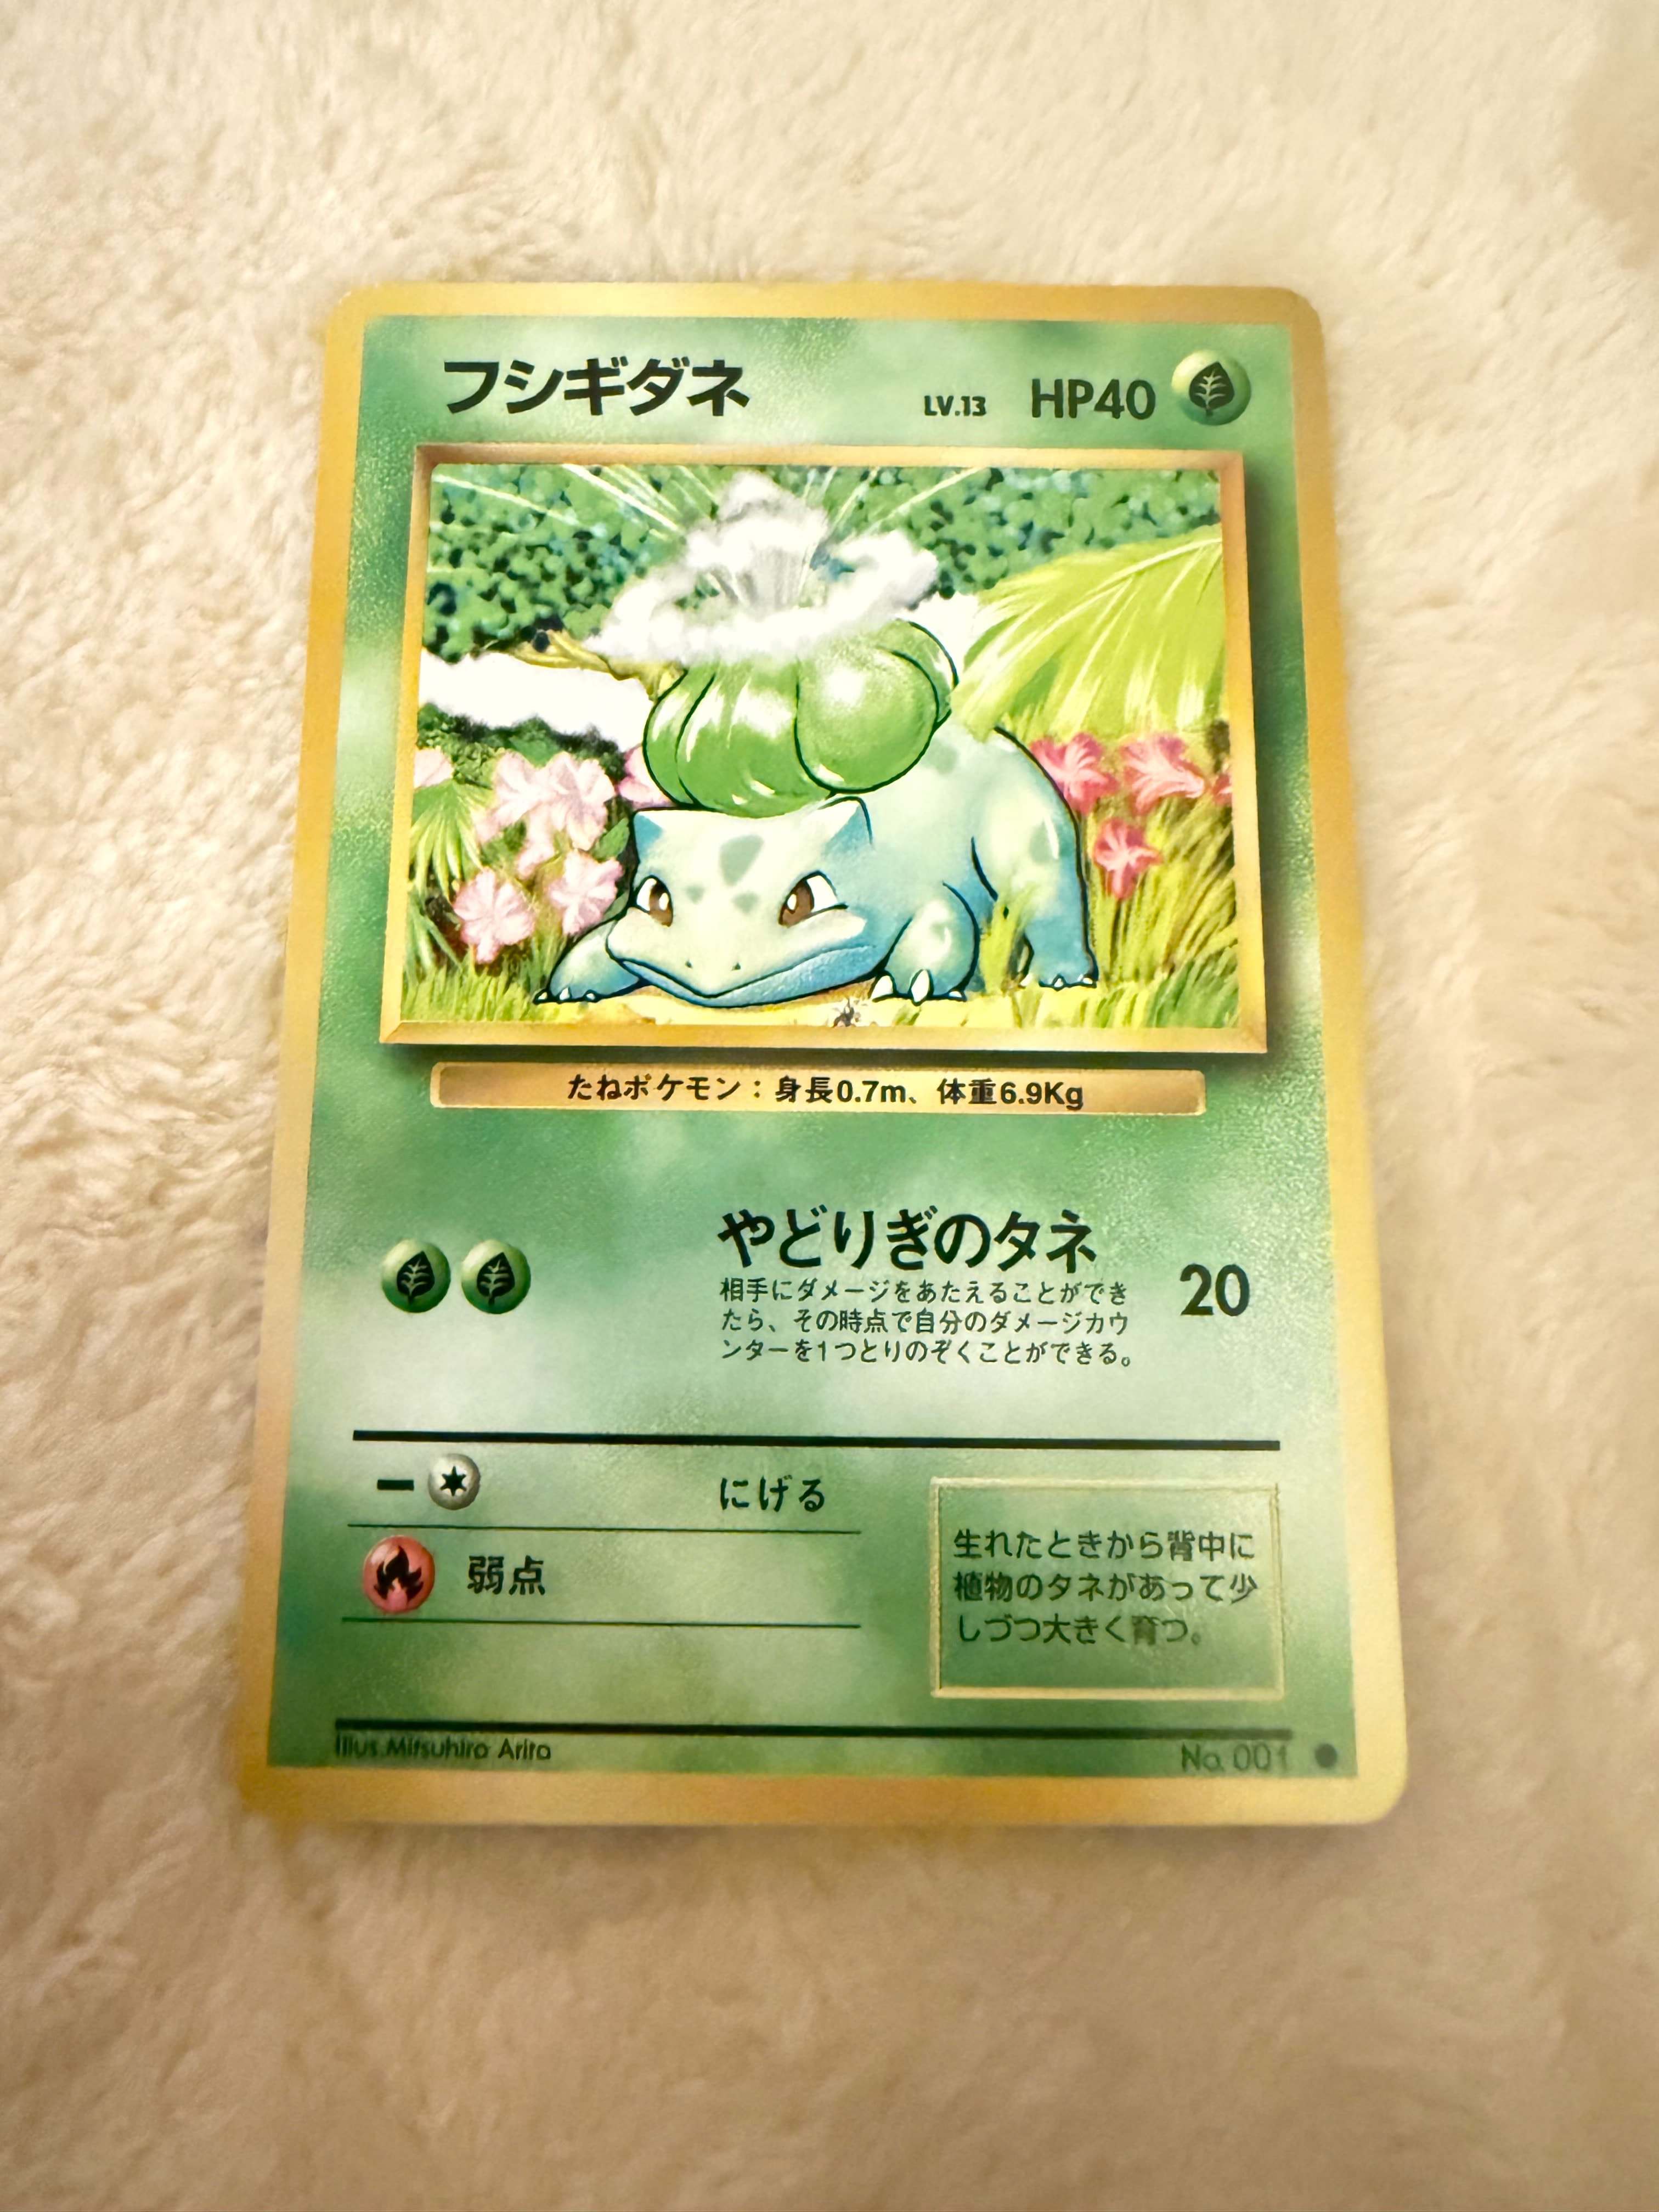 フシギダネ LV.13 HP40
たねポケモン：身長0.7m、体重6.9Kg
やどりぎのタネ
相手にダメージをあたえることができ
たら、その時点で自分のダメージカウ
ンターを1つとりのぞくことができる。
20
にげる
弱点
生れたときから背中に
植物のタネがあって少
しづつ大きく育つ。
Illus.Mitsuhiro Arita
No.001